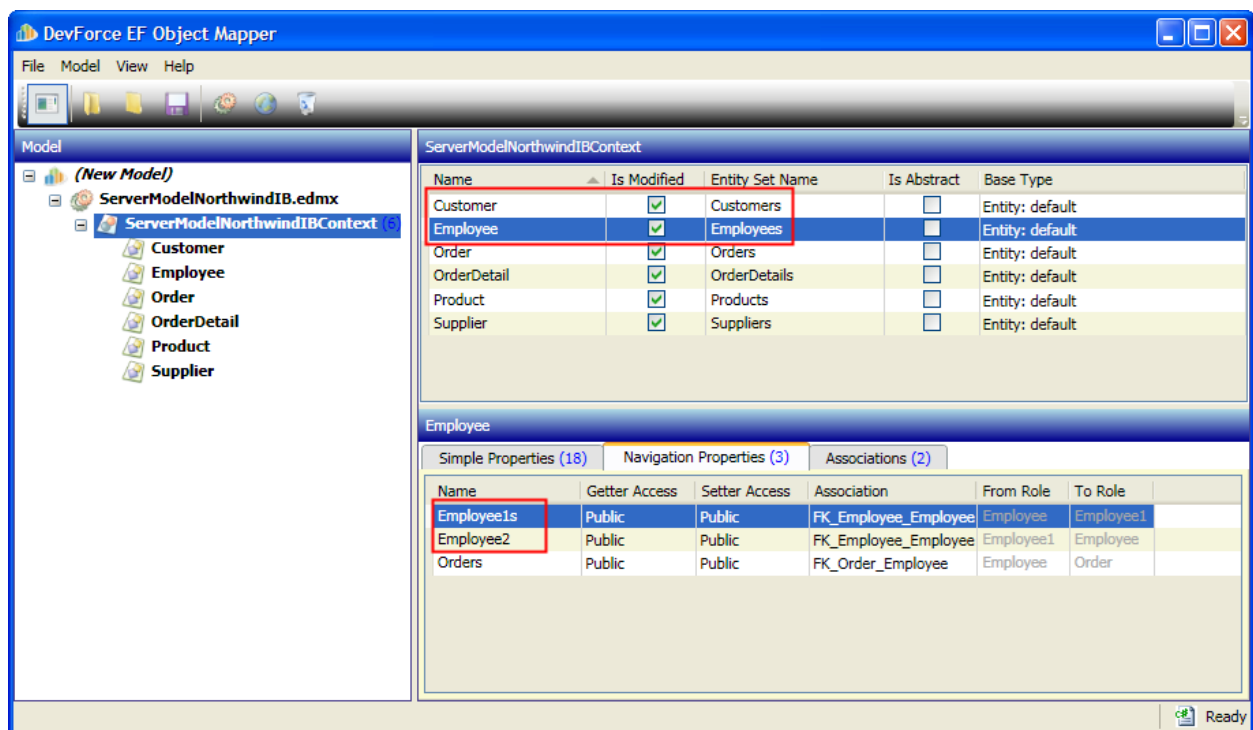 DevForce EF Object Mapper
File Model View Help
Model
(New Model)
ServerModelNorthwindIB.edmx
ServerModelNorthwindIBContext (6)
Customer
Employee
Order
OrderDetail
Product
Supplier
ServerModelNorthwindIBContext
Name Is Modified Entity Set Name Is Abstract Base Type
Customer Customers Entity: default
Employee Employees Entity: default
Order Orders Entity: default
OrderDetail OrderDetails Entity: default
Product Products Entity: default
Supplier Suppliers Entity: default
Employee
Simple Properties (18) Navigation Properties (3) Associations (2)
Name Getter Access Setter Access Association From Role To Role
Employee1s Public Public FK_Employee_Employee Employee Employee1
Employee2 Public Public FK_Employee_Employee Employee1 Employee
Orders Public Public FK_Order_Employee Employee Order
Ready